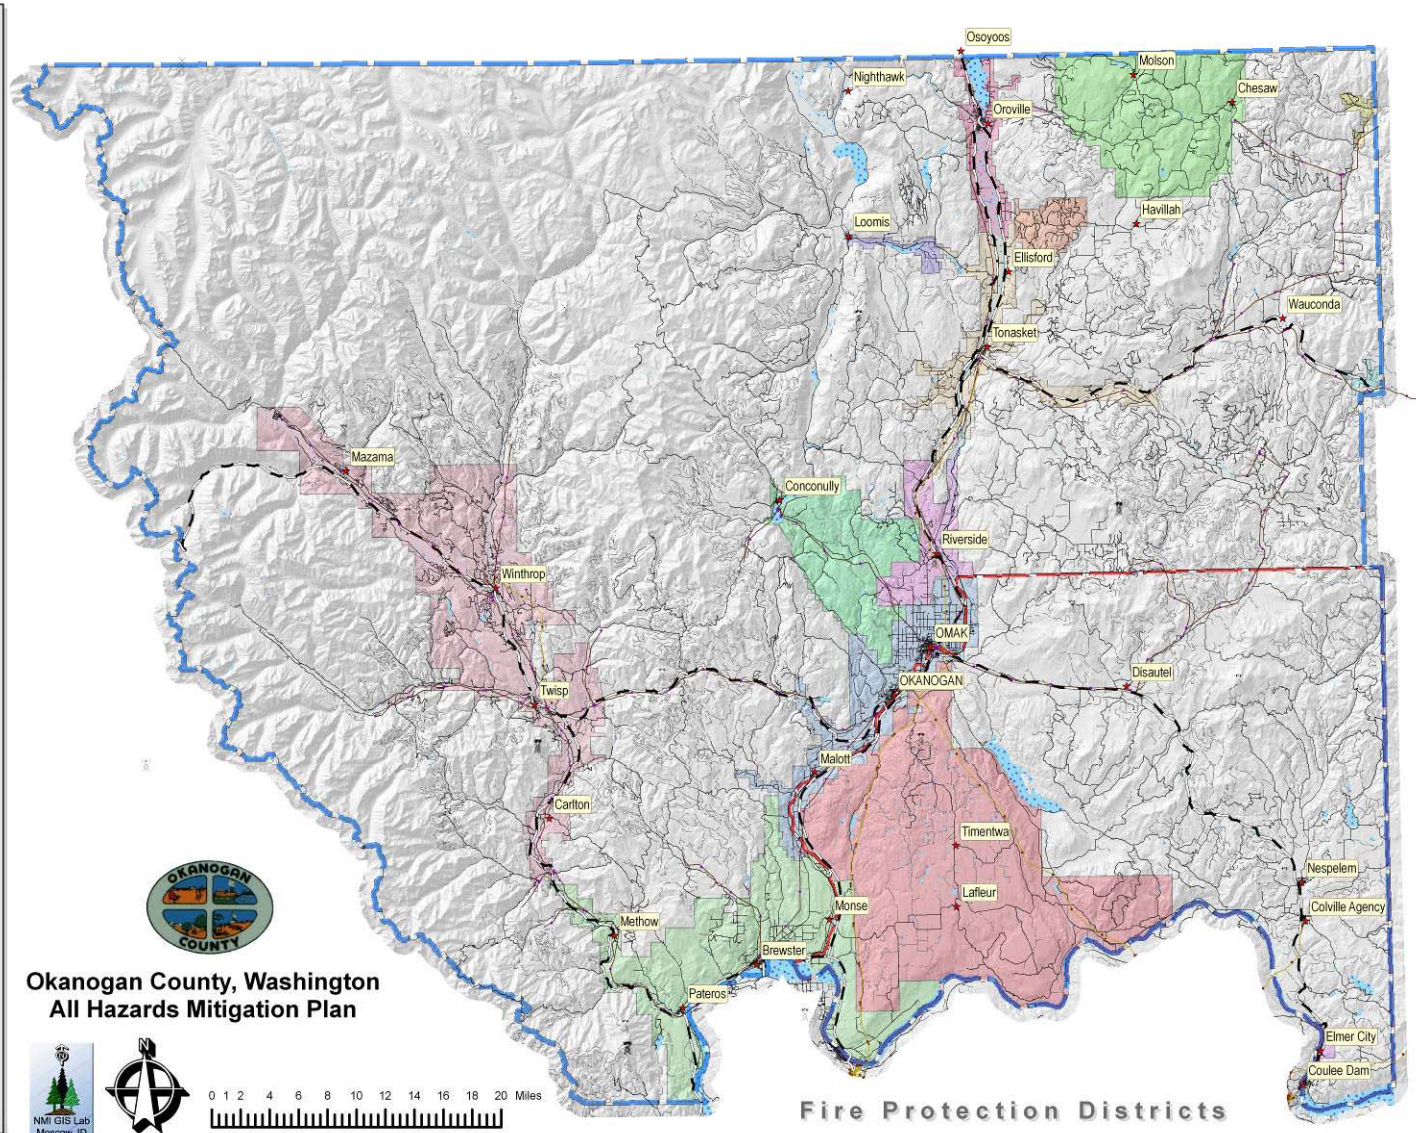 Osoyoos
Molson
Nighthawk
Chesaw
Oroville
Havillah
Loomis
Ellisford
Wauconda
Tonasket
Mazama
Conconully
Riverside
Winthrop
OMAK
Disautel
OKANOGAN
Twisp
Malott
Carlton
Timentwa
Nespelem
Lafleur
Colville Agency
Monse
Methow
Brewster
Pateros
Elmer City
Coulee Dam
OKANOGAN
COUNTY
Okanogan County, Washington
All Hazards Mitigation Plan
N
NMI GIS Lab
Moscow, ID
0 1 2 4 6 8 10 12 14 16 18 20 Miles
Fire Protection Districts